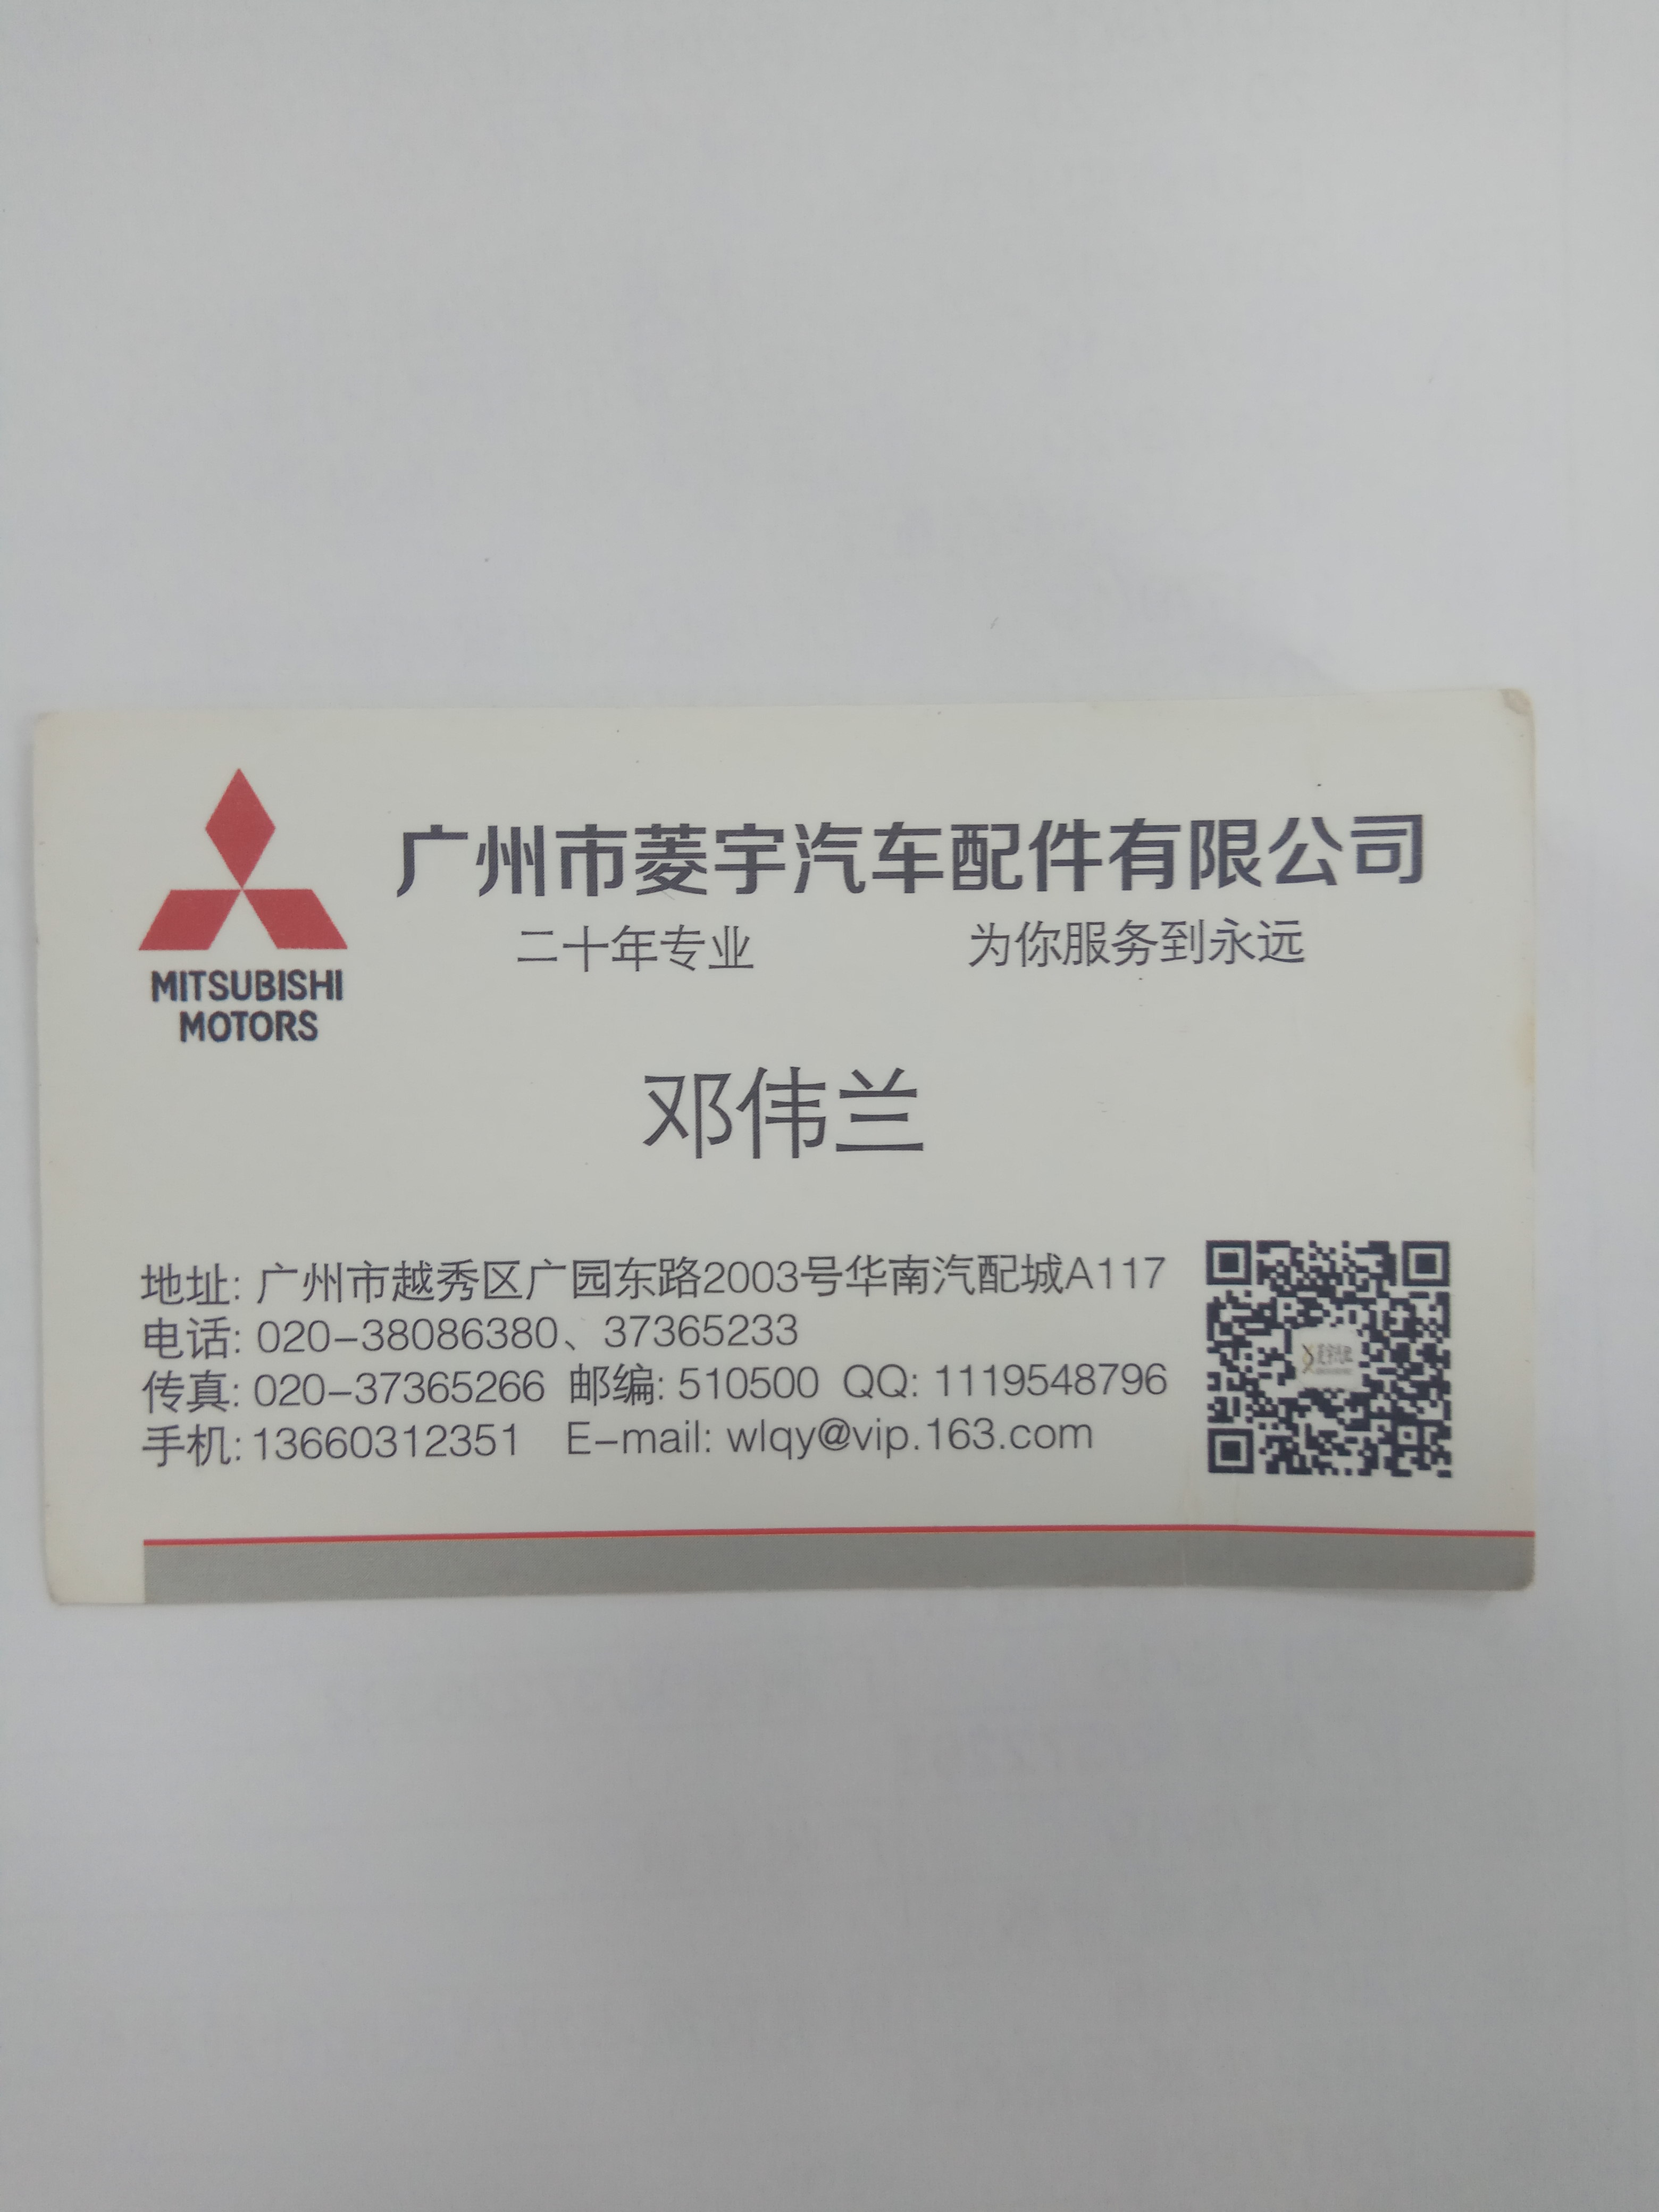 MITSUBISHI
MOTORS
广州市菱宇汽车配件有限公司
二十年专业 为你服务到永远
邓伟兰
地址: 广州市越秀区广园东路2003号华南汽配城A117
电话: 020-38086380、37365233
传真: 020-37365266 邮编: 510500 QQ: 1119548796
手机: 13660312351 E-mail: wlqy@vip.163.com